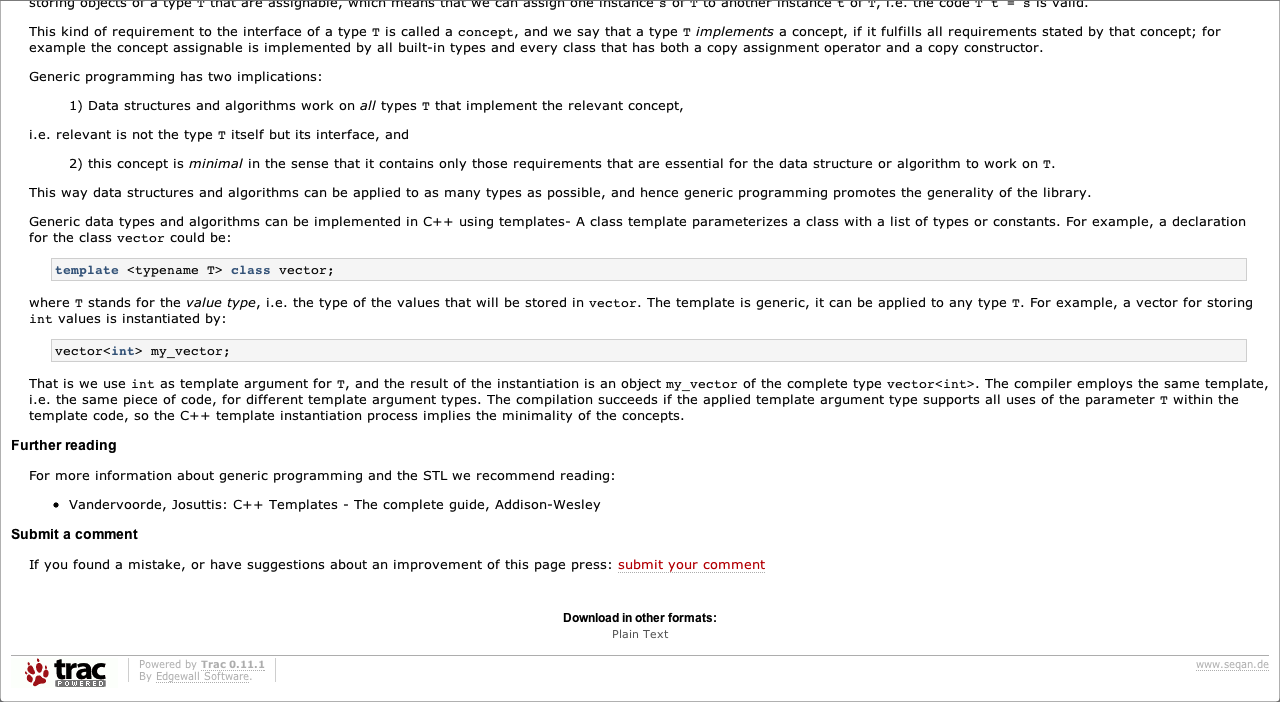 storing objects of a type T that are assignable, which means that we can assign one instance s of T to another instance t of T, i.e. the code T t = s is valid.
This kind of requirement to the interface of a type T is called a concept, and we say that a type T implements a concept, if it fulfills all requirements stated by that concept; for
example the concept assignable is implemented by all built-in types and every class that has both a copy assignment operator and a copy constructor.
Generic programming has two implications:
1) Data structures and algorithms work on all types T that implement the relevant concept,
i.e. relevant is not the type T itself but its interface, and
2) this concept is minimal in the sense that it contains only those requirements that are essential for the data structure or algorithm to work on T.
This way data structures and algorithms can be applied to as many types as possible, and hence generic programming promotes the generality of the library.
Generic data types and algorithms can be implemented in C++ using templates- A class template parameterizes a class with a list of types or constants. For example, a declaration
for the class vector could be:
template <typename T> class vector;
where T stands for the value type, i.e. the type of the values that will be stored in vector. The template is generic, it can be applied to any type T. For example, a vector for storing
int values is instantiated by:
vector<int> my_vector;
That is we use int as template argument for T, and the result of the instantiation is an object my_vector of the complete type vector<int>. The compiler employs the same template,
i.e. the same piece of code, for different template argument types. The compilation succeeds if the applied template argument type supports all uses of the parameter T within the
template code, so the C++ template instantiation process implies the minimality of the concepts.
Further reading
For more information about generic programming and the STL we recommend reading:
• Vandervoorde, Josuttis: C++ Templates - The complete guide, Addison-Wesley
Submit a comment
If you found a mistake, or have suggestions about an improvement of this page press: submit your comment
Download in other formats:
Plain Text
trac
POWERED
Powered by Trac 0.11.1
By Edgewall Software.
www.seqan.de